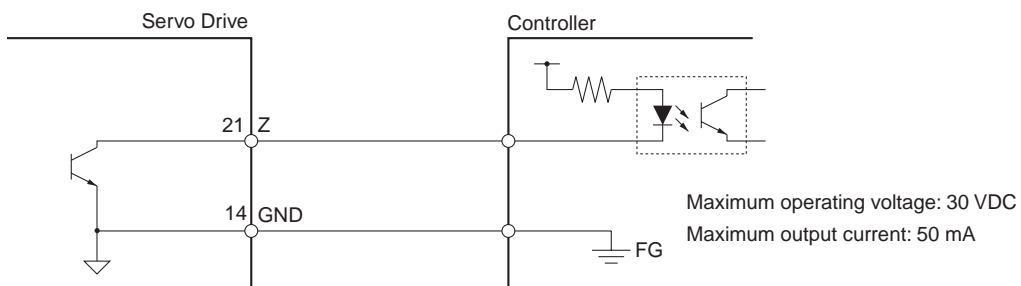 Servo Drive
Controller
21 Z
14 GND
FG
Maximum operating voltage: 30 VDC
Maximum output current: 50 mA